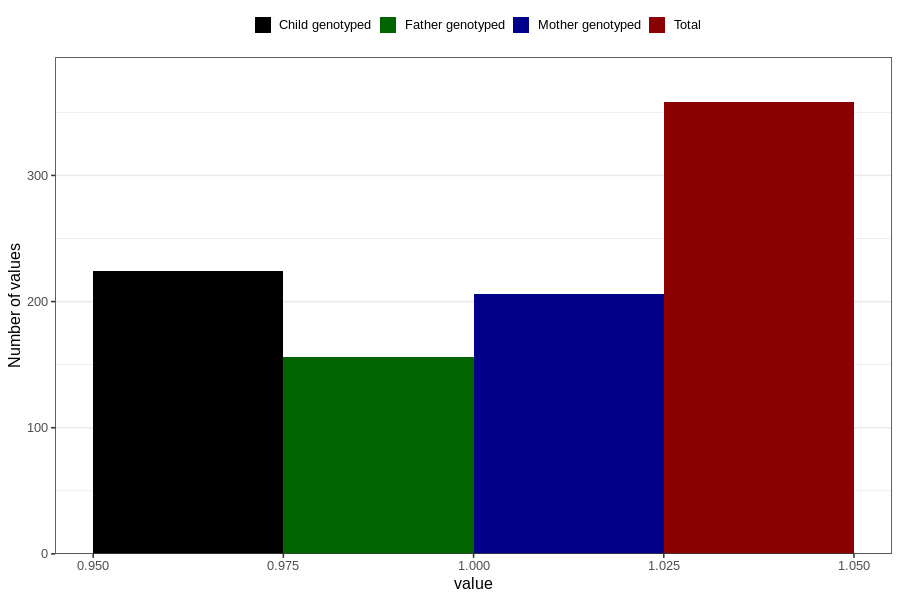 Child genotyped Father genotyped Mother genotyped Total
Number of values
300
200
100
0
0.950 0.975 1.000 1.025 1.050
value